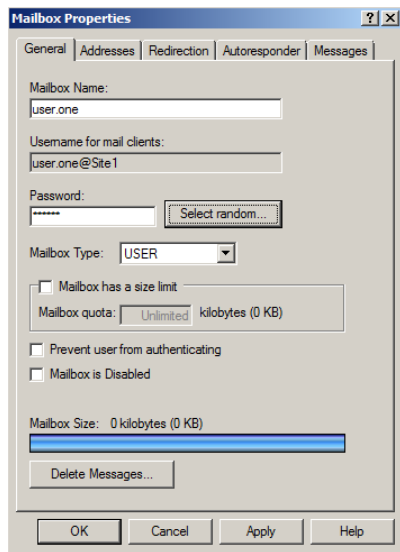 Mailbox Properties
General Addresses Redirection Autoresponder Messages
Mailbox Name:
user.one
Username for mail clients:
user.one@Site1
Password:
******
Select random...
Mailbox Type: USER
Mailbox has a size limit
Mailbox quota: Unlimited kilobytes (0 KB)
Prevent user from authenticating
Mailbox is Disabled
Mailbox Size: 0 kilobytes (0 KB)
Delete Messages...
OK Cancel Apply Help